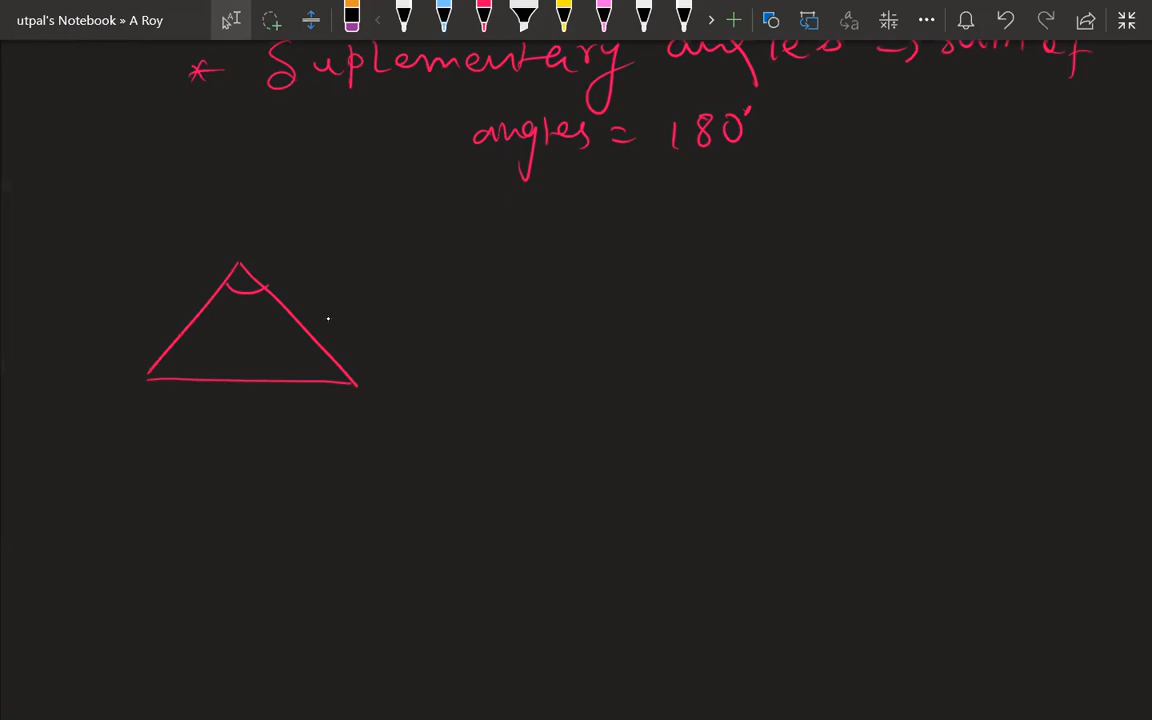 utpal's Notebook » A Roy
* Suplementary angles → sum of
angles = 180°